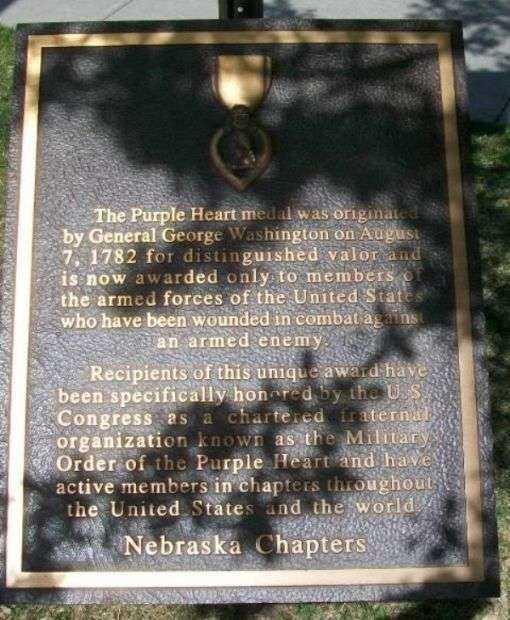 The Purple Heart medal was originated
by General George Washington on August
7, 1782 for distinguished valor and
is now awarded only to members of
the armed forces of the United States
who have been wounded in combat against
an armed enemy.
Recipients of this unique award have
been specifically honored by the U.S.
Congress as a chartered fraternal
organization known as the Military
Order of the Purple Heart and have
active members in chapters throughout
the United States and the world.
Nebraska Chapters